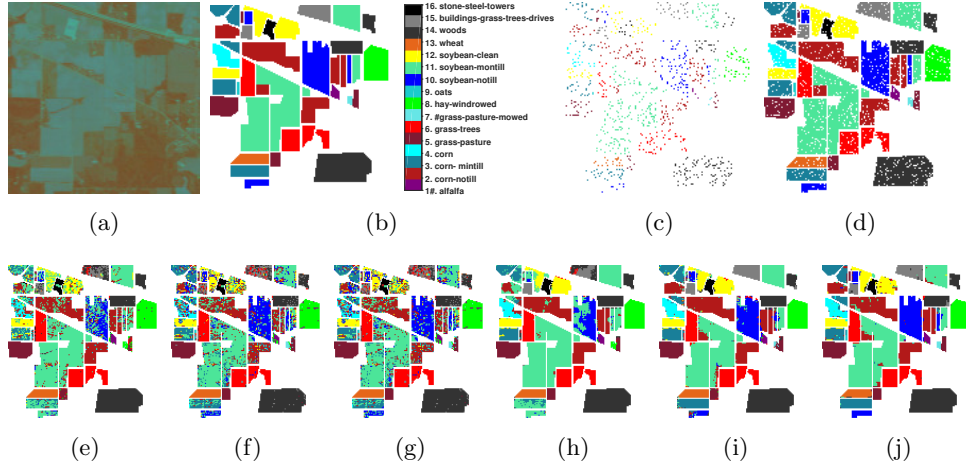 16. stone-steel-towers
15. buildings-grass-trees-drives
14. woods
13. wheat
12. soybean-clean
11. soybean-mintill
10. soybean-notill
9. oats
8. hay-windrowed
7. #grass-pasture-mowed
6. grass-trees
5. grass-pasture
4. corn
3. corn- mintill
2. corn-notill
1#. alfalfa
(a)
(b)
(c)
(d)
(e)
(f)
(g)
(h)
(i)
(j)